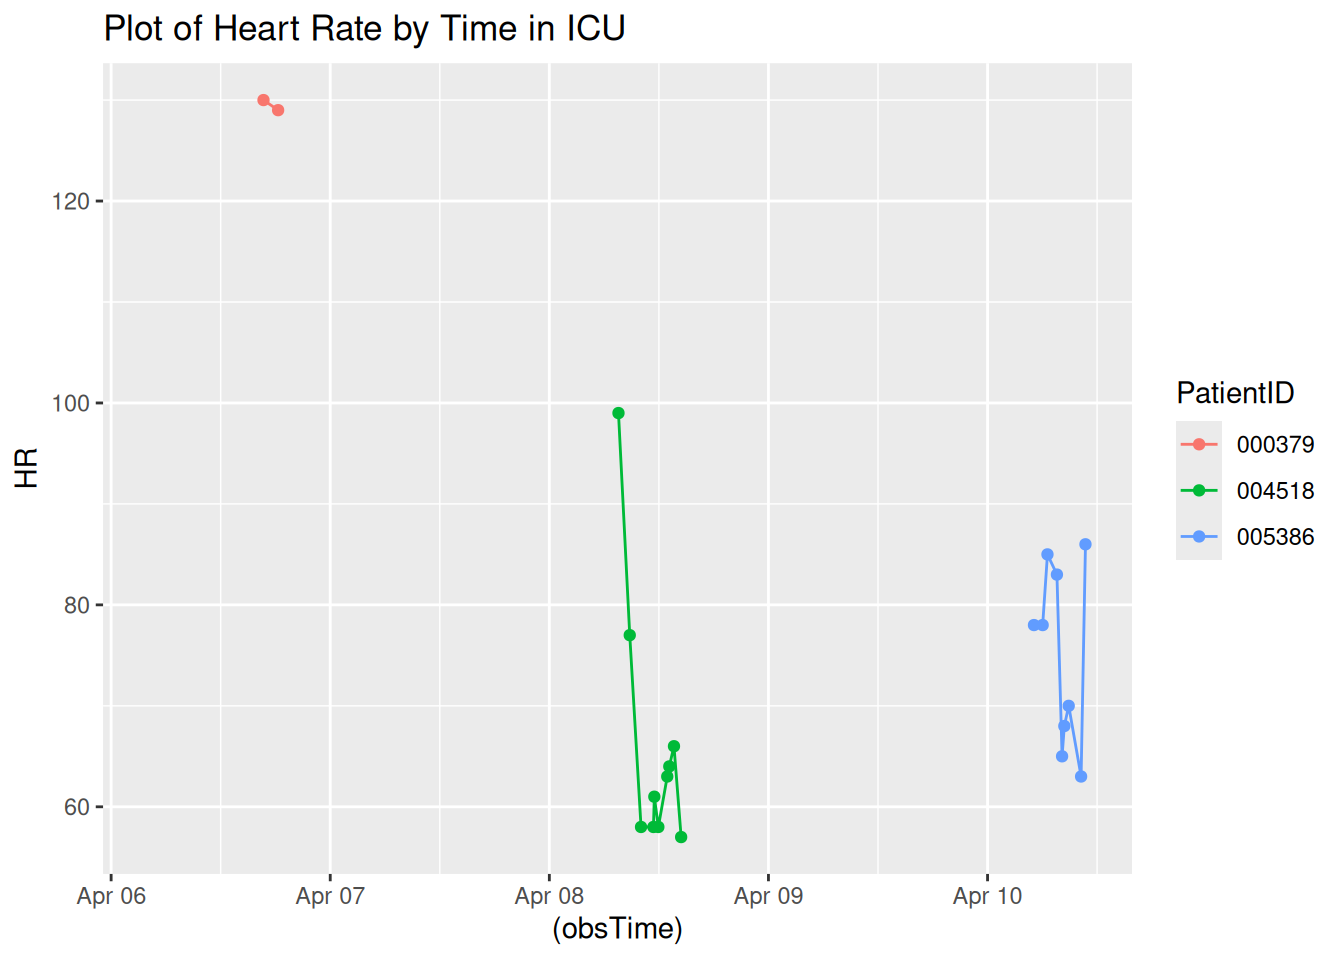 Plot of Heart Rate by Time in ICU
120
100
80
60
HR
Apr 06
Apr 07
Apr 08
Apr 09
Apr 10
(obsTime)
PatientID
000379
004518
005386